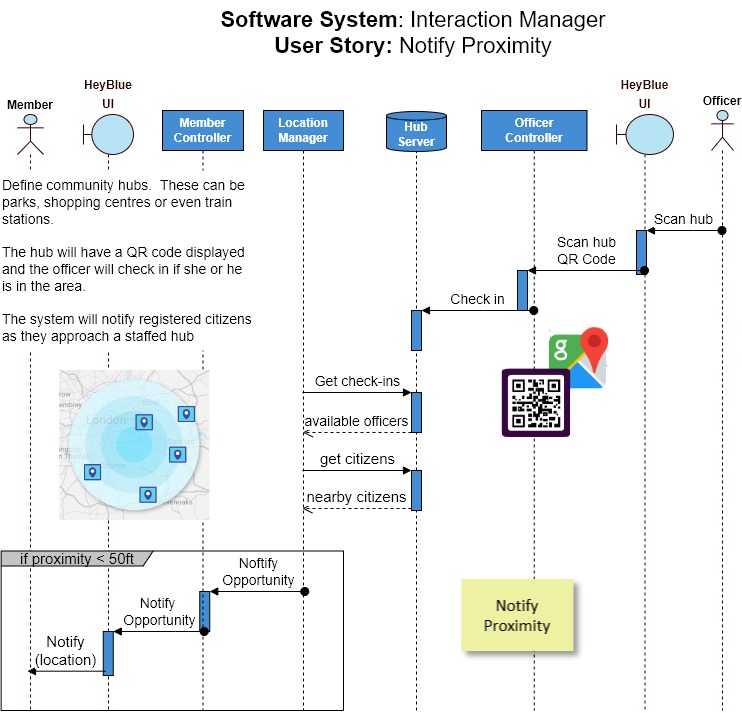 Software System: Interaction Manager
User Story: Notify Proximity
Member
HeyBlue
UI
Member
Controller
Location
Manager
Hub
Server
Officer
Controller
HeyBlue
UI
Officer
Define community hubs. These can be
parks, shopping centres or even train
stations.
The hub will have a QR code displayed
and the officer will check in if she or he
is in the area.
The system will notify registered citizens
as they approach a staffed hub
Scan hub
Scan hub
QR Code
Check in
g
Get check-ins
available officers
get citizens
nearby citizens
London
if proximity < 50ft
Noftify
Opportunity
Notify
Opportunity
Notify
(location)
Notify
Proximity